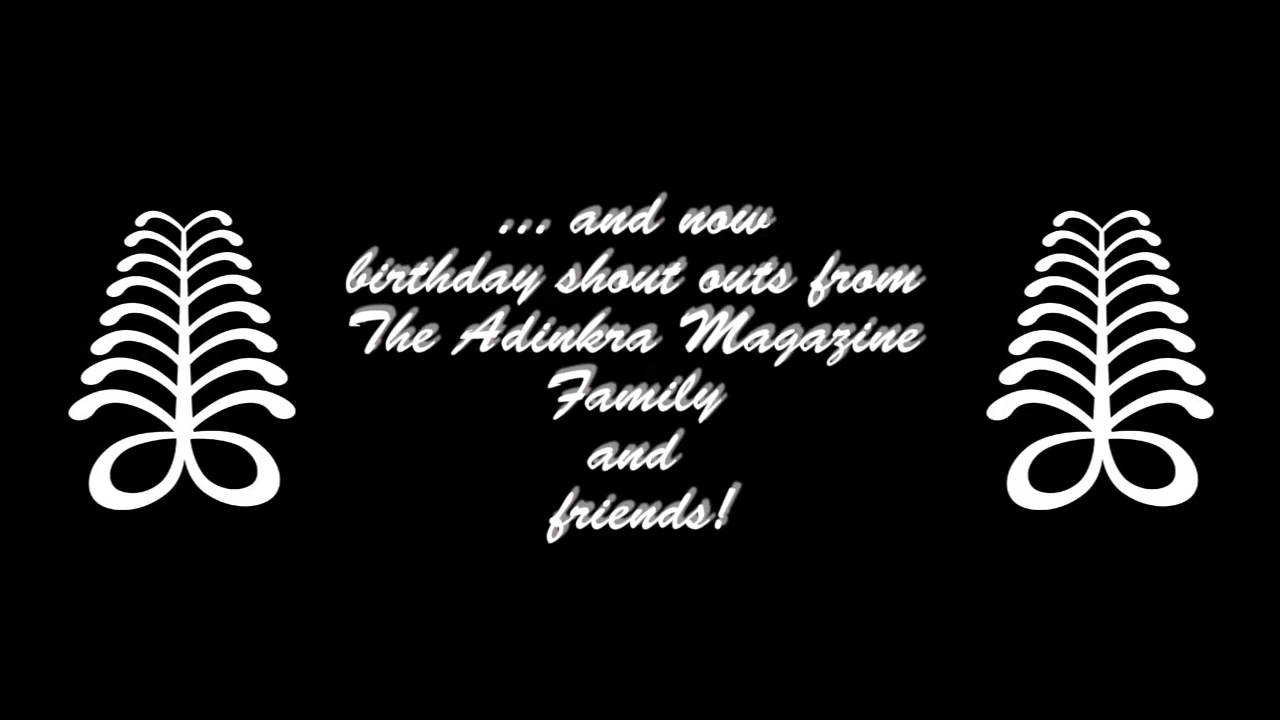 ... and now
birthday shout outs from
The Adinkra Magazine
Family
and
friends!